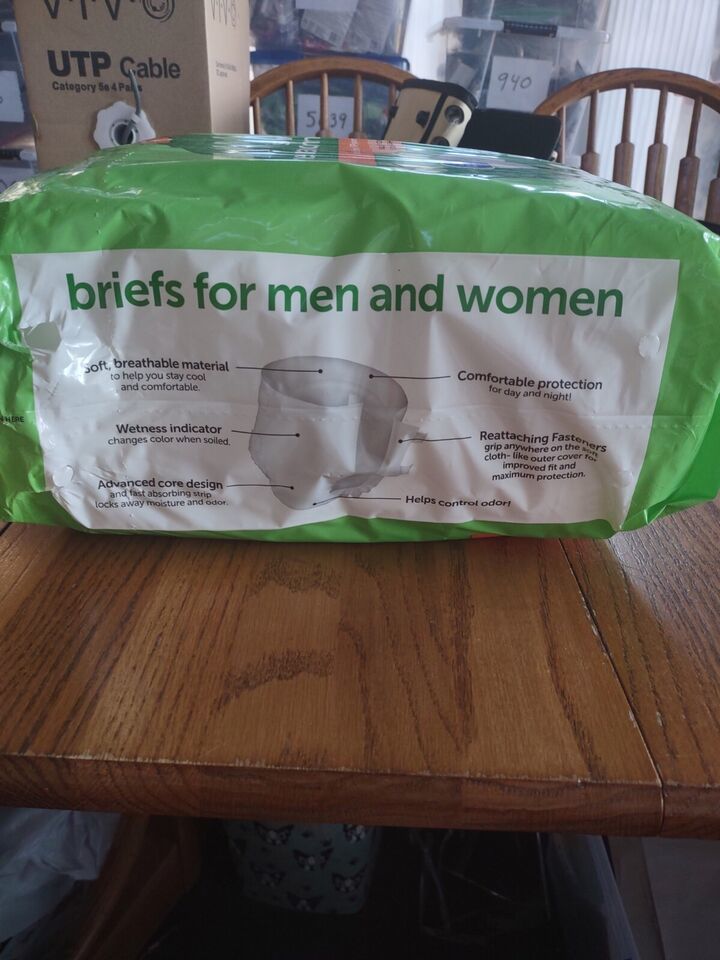 VIVO
UTP Cable
Category 5e 4 Pairs
940
5639
briefs for men and women
Soft, breathable material
to help you stay cool
and comfortable.
Wetness indicator
changes color when soiled.
Advanced core design
and fast absorbing strip
locks away moisture and odor.
Comfortable protection
for day and night!
Reattaching Fasteners
grip anywhere on the soft
cloth- like outer cover for
improved fit and
maximum protection.
Helps control odor!
HERE